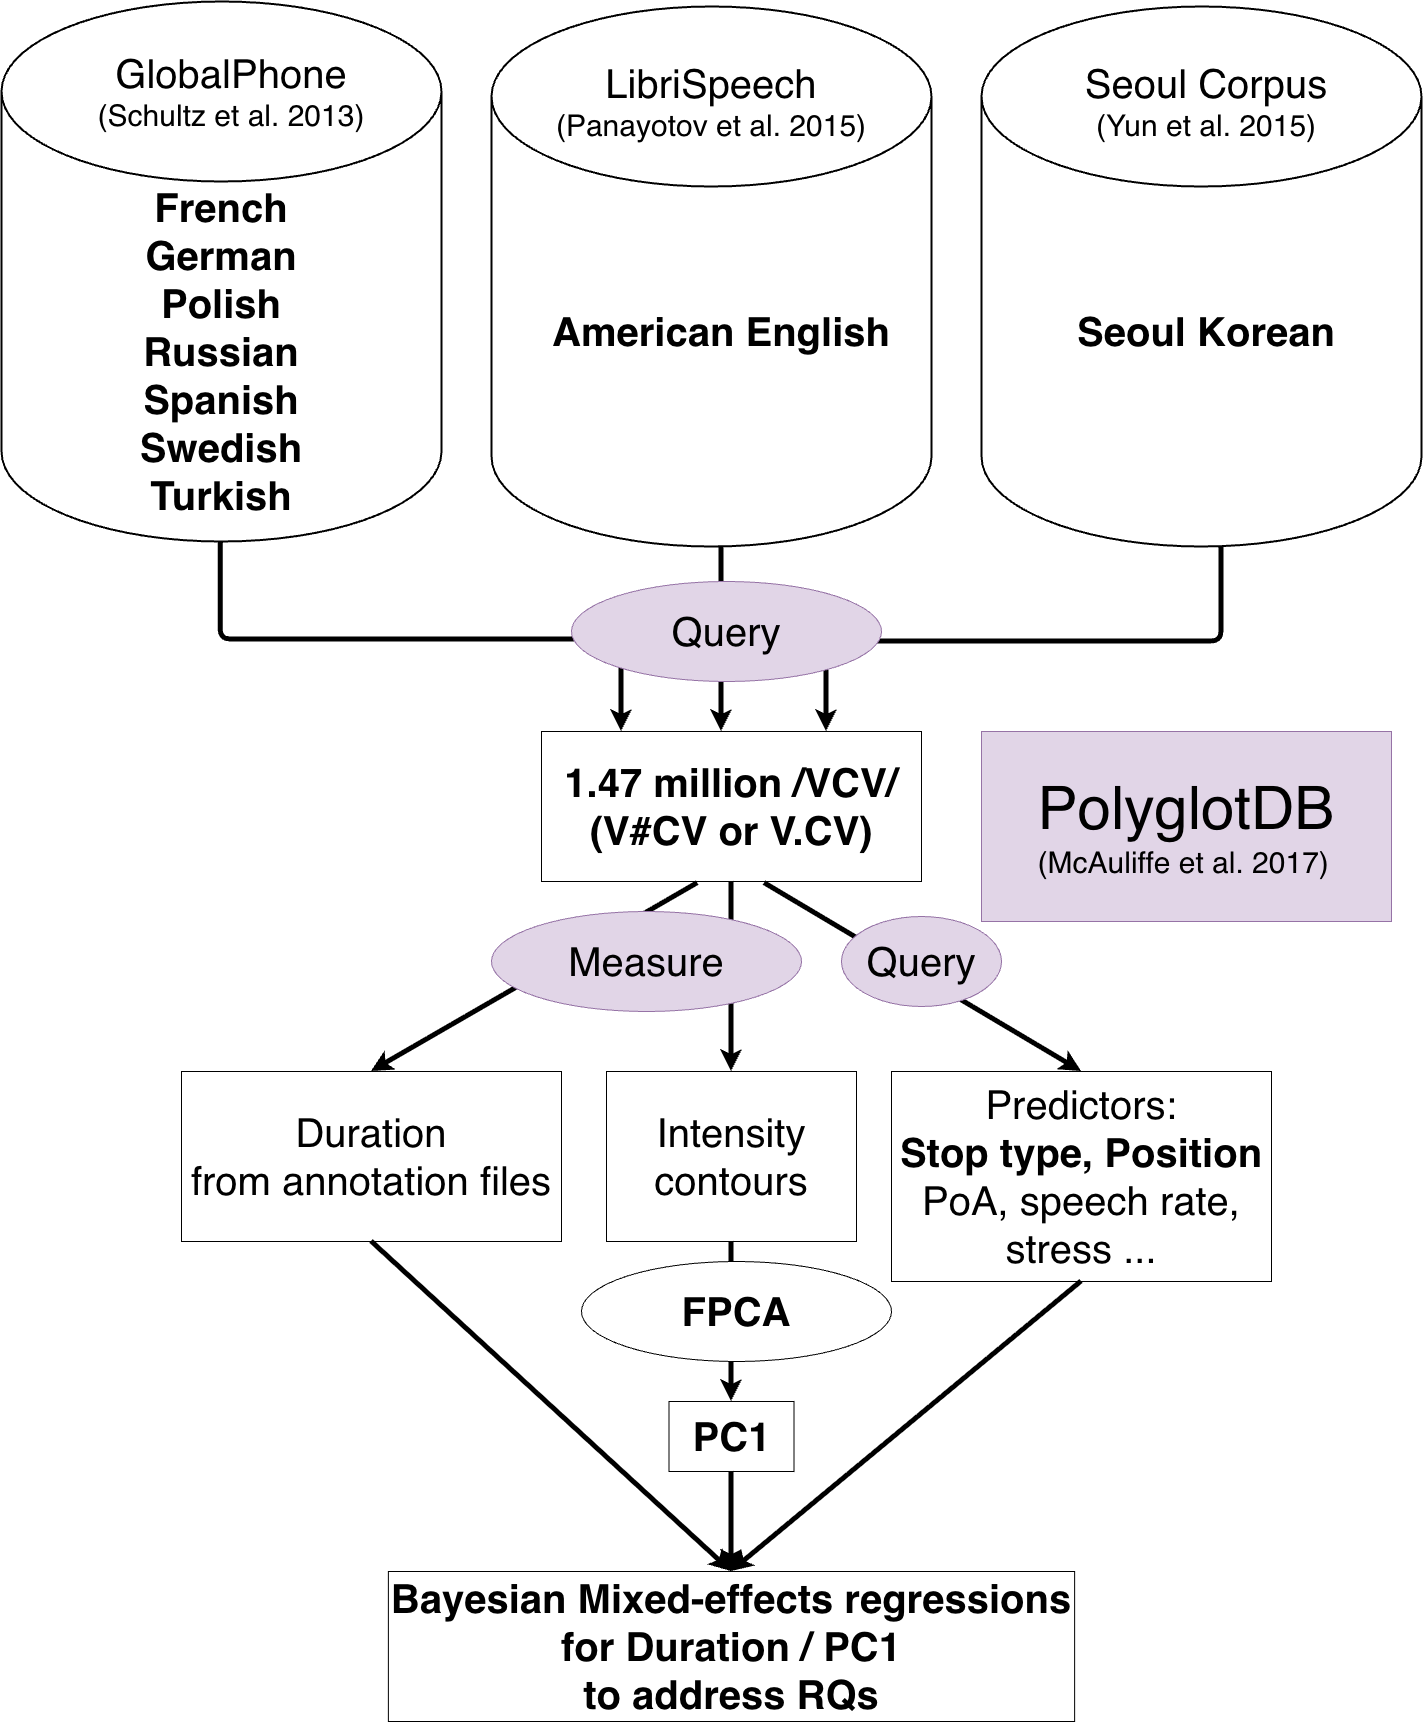 GlobalPhone
(Schultz et al. 2013)
French
German
Polish
Russian
Spanish
Swedish
Turkish
LibriSpeech
(Panayotov et al. 2015)
American English
Seoul Corpus
(Yun et al. 2015)
Seoul Korean
Query
1.47 million /VCV/
(V#CV or V.CV)
PolyglotDB
(McAuliffe et al. 2017)
Measure
Query
Duration
from annotation files
Intensity
contours
Predictors:
Stop type, Position
PoA, speech rate,
stress ...
FPCA
PC1
Bayesian Mixed-effects regressions
for Duration / PC1
to address RQs